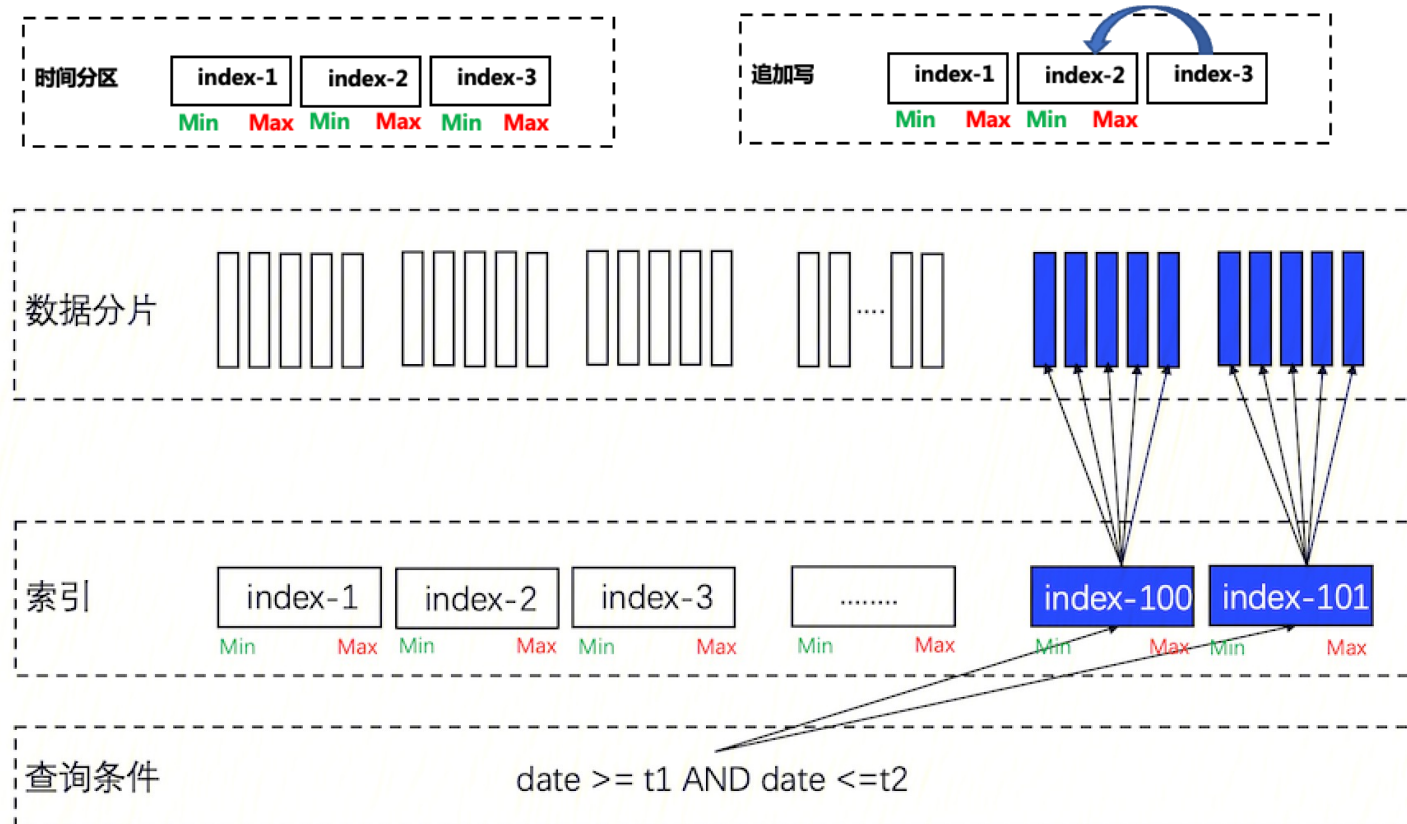 时间分区
index-1 index-2 index-3
Min Max Min Max Min Max
追加写
index-1 index-2 index-3
Min Max Min Max
数据分片
....
索引
index-1 index-2 index-3 ........ index-100 index-101
Min Max Min Max Min Max Min Max Min Max Min Max
查询条件
date >= t1 AND date <=t2